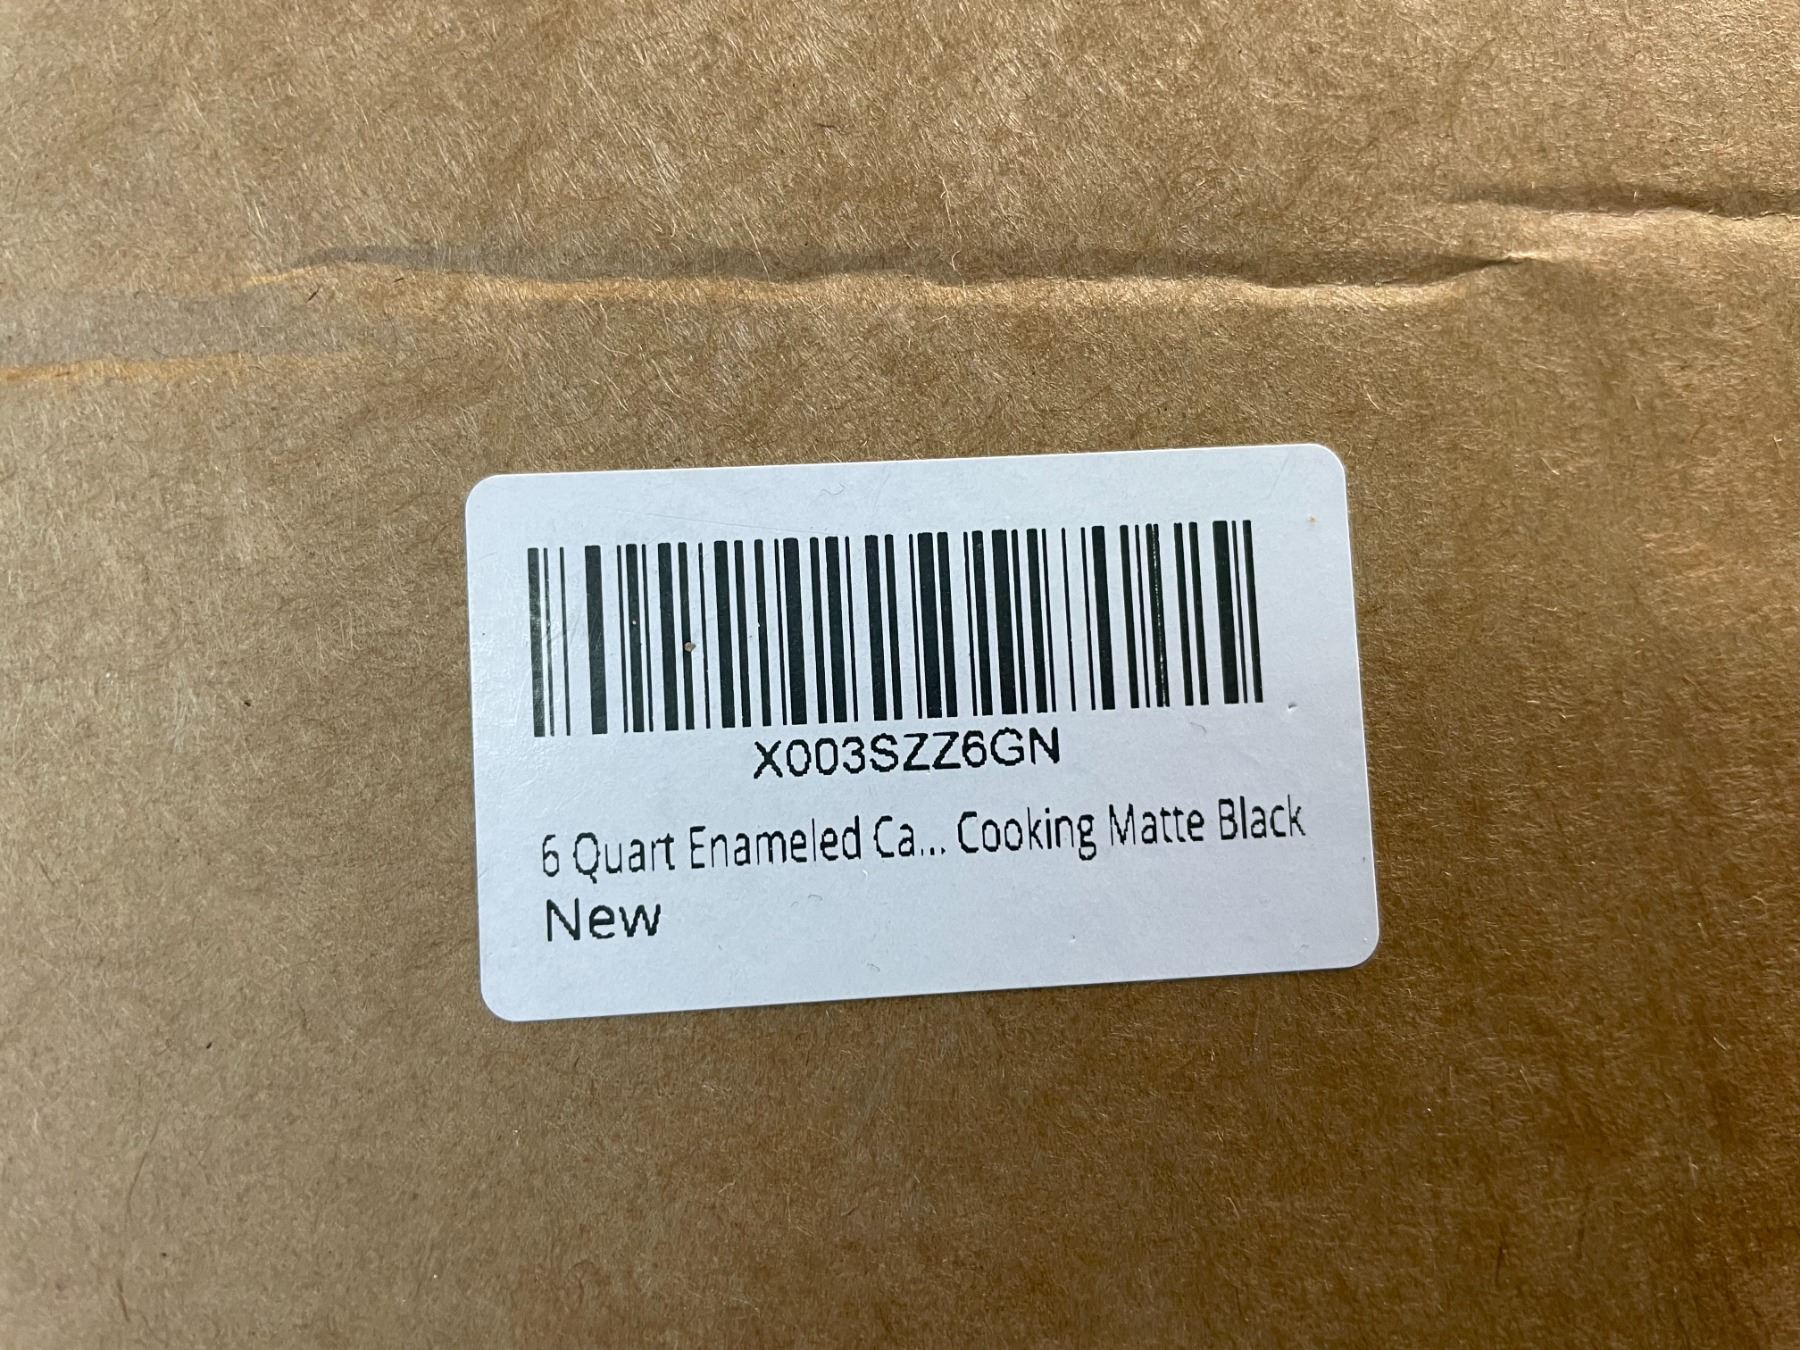 X003SZZ6GN
6 Quart Enameled Ca... Cooking Matte Black
New